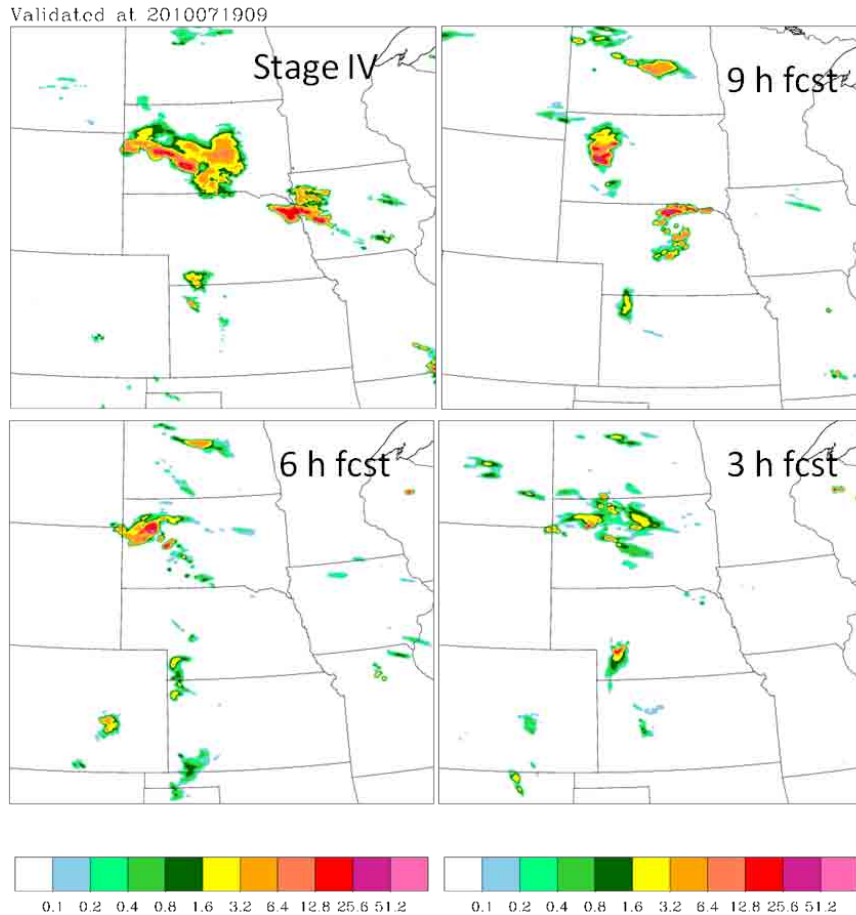 Validated at 2010071909
Stage IV
9 h fcst
6 h fcst
3 h fcst
0.1 0.2 0.4 0.8 1.6 3.2 6.4 12.8 25.6 51.2
0.1 0.2 0.4 0.8 1.6 3.2 6.4 12.8 25.6 51.2